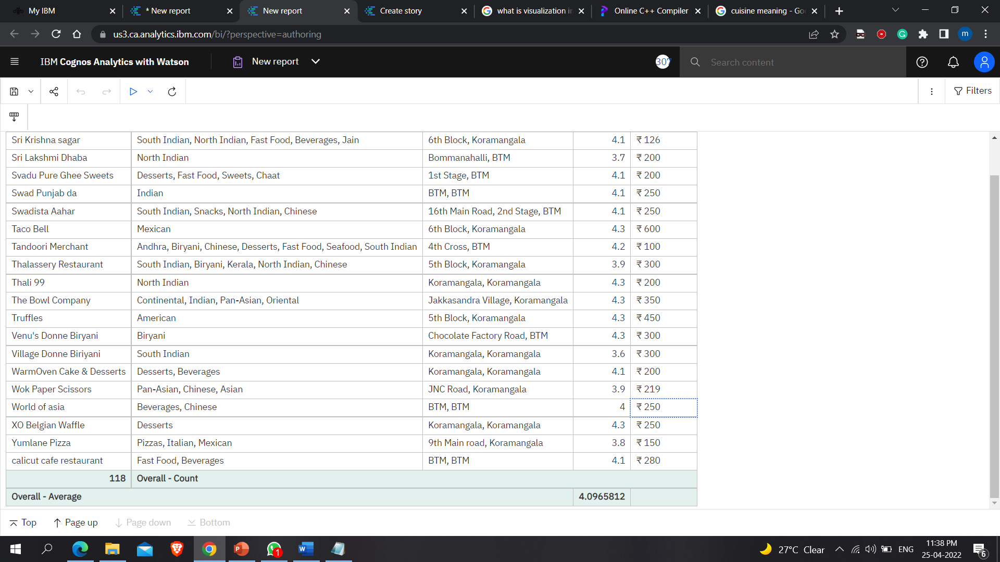 My IBM
* New report
New report
Create story
what is visualization in
Online C++ Compiler
cuisine meaning - Goo
us3.ca.analytics.ibm.com/bi/?perspective=authoring
m
IBM Cognos Analytics with Watson
New report
307
Search content
Filters
Sri Krishna sagar South Indian, North Indian, Fast Food, Beverages, Jain 6th Block, Koramangala 4.1 ₹ 126
Sri Lakshmi Dhaba North Indian Bommanahalli, BTM 3.7 ₹ 200
Svadu Pure Ghee Sweets Desserts, Fast Food, Sweets, Chaat 1st Stage, BTM 4.1 ₹ 200
Swad Punjab da Indian BTM, BTM 4.1 ₹ 250
Swadista Aahar South Indian, Snacks, North Indian, Chinese 16th Main Road, 2nd Stage, BTM 4.1 ₹ 250
Taco Bell Mexican 6th Block, Koramangala 4.3 ₹ 600
Tandoori Merchant Andhra, Biryani, Chinese, Desserts, Fast Food, Seafood, South Indian 4th Cross, BTM 4.2 ₹ 100
Thalassery Restaurant South Indian, Biryani, Kerala, North Indian, Chinese 5th Block, Koramangala 3.9 ₹ 300
Thali 99 North Indian Koramangala, Koramangala 4.3 ₹ 200
The Bowl Company Continental, Indian, Pan-Asian, Oriental Jakkasandra Village, Koramangala 4.3 ₹ 350
Truffles American 5th Block, Koramangala 4.3 ₹ 450
Venu's Donne Biryani Biryani Chocolate Factory Road, BTM 4.3 ₹ 300
Village Donne Biriyani South Indian Koramangala, Koramangala 3.6 ₹ 300
WarmOven Cake & Desserts Desserts, Beverages Koramangala, Koramangala 4.1 ₹ 200
Wok Paper Scissors Pan-Asian, Chinese, Asian JNC Road, Koramangala 3.9 ₹ 219
World of asia Beverages, Chinese BTM, BTM 4 ₹ 250
XO Belgian Waffle Desserts Koramangala, Koramangala 4.3 ₹ 250
Yumlane Pizza Pizzas, Italian, Mexican 9th Main road, Koramangala 3.8 ₹ 150
calicut cafe restaurant Fast Food, Beverages BTM, BTM 4.1 ₹ 280
118 Overall - Count
Overall - Average 4.0965812
Top Page up Page down Bottom
1
27°C Clear
ENG
11:38 PM
25-04-2022
6